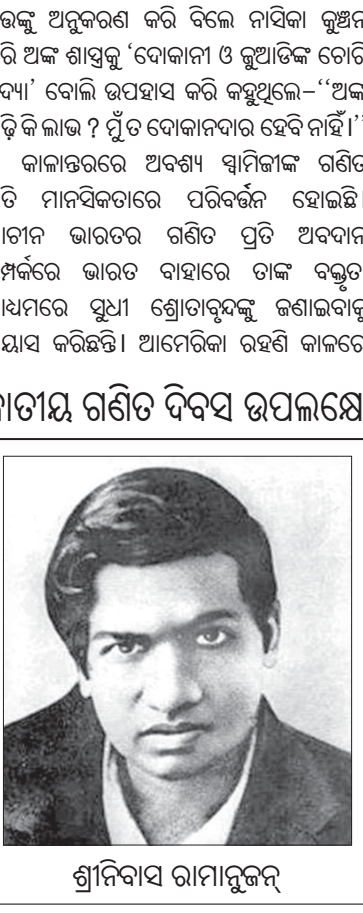 ଉଙ୍କୁ ଅନୁକରଣ କରି ବିଲେ ନାସିକା କୁଞ୍ଚନ
ରି ଅଙ୍କ ଶାସ୍ତ୍ରକୁ ‘ଦୋକାନୀ ଓ ଜୁଆଡିଙ୍କ ଚୋରି
ଦ୍ୟା’ ବୋଲି ଉପହାସ କରି କହୁଥିଲେ–‘‘ଅଙ୍କ
ଢ଼ି କି ଲାଭ ? ମୁଁ ତ ଦୋକାନଦାର ହେବି ନାହିଁ।’’
କାଳାନ୍ତରରେ ଅବଶ୍ୟ ସ୍ୱାମିଜୀଙ୍କ ଗଣିତ
ତି ମାନସିକତାରେ ପରିବର୍ତ୍ତନ ହୋଇଛି।
ାଚୀନ ଭାରତର ଗଣିତ ପ୍ରତି ଅବଦାନ
ମ୍ପର୍କରେ ଭାରତ ବାହାରେ ତାଙ୍କ ବକ୍ତୃତ
ାଧ୍ୟମରେ ସୁଧୀ ଶ୍ରୋତାବୃନ୍ଦଙ୍କୁ ଜଣାଇବାକୁ
ୟାସ କରିଛନ୍ତି। ଆମେରିକା ରହଣି କାଳରେ
ଜାତୀୟ ଗଣିତ ଦିବସ ଉପଲକ୍ଷେ
ଶ୍ରୀନିବାସ ରାମାନୁଜନ୍